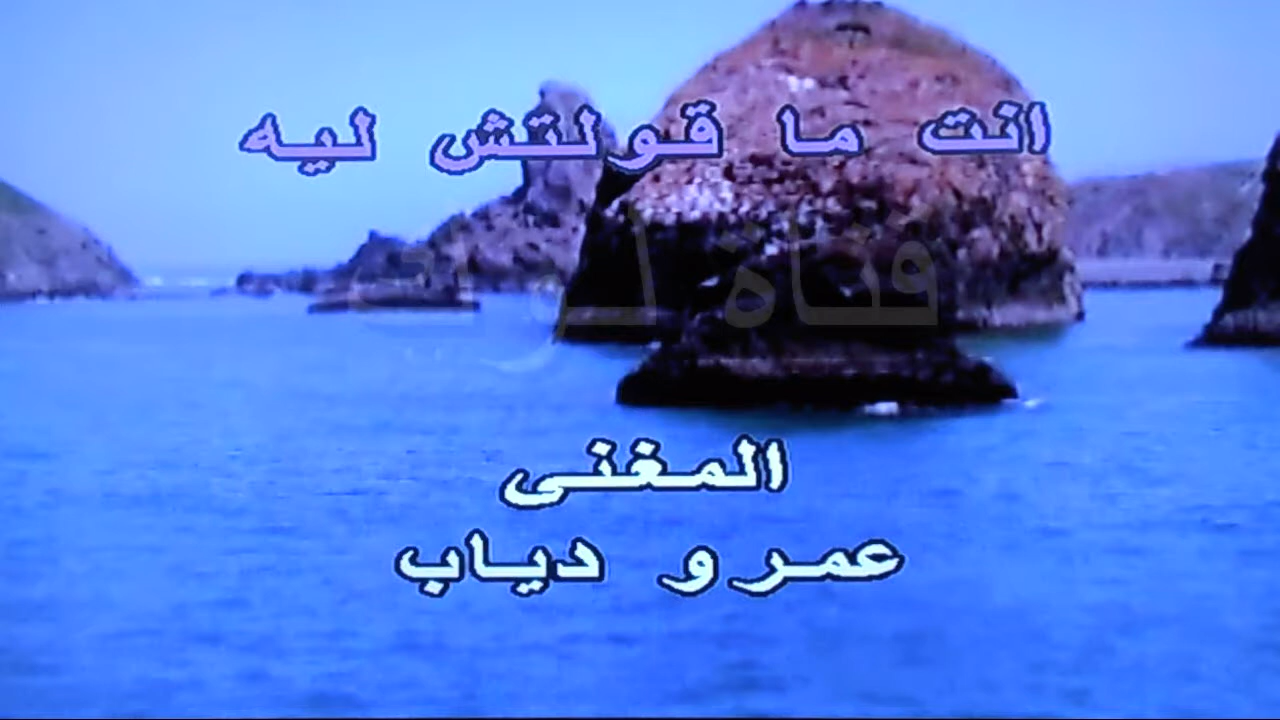 انت ما قولتش ليه
المغنى
عمرو دياب